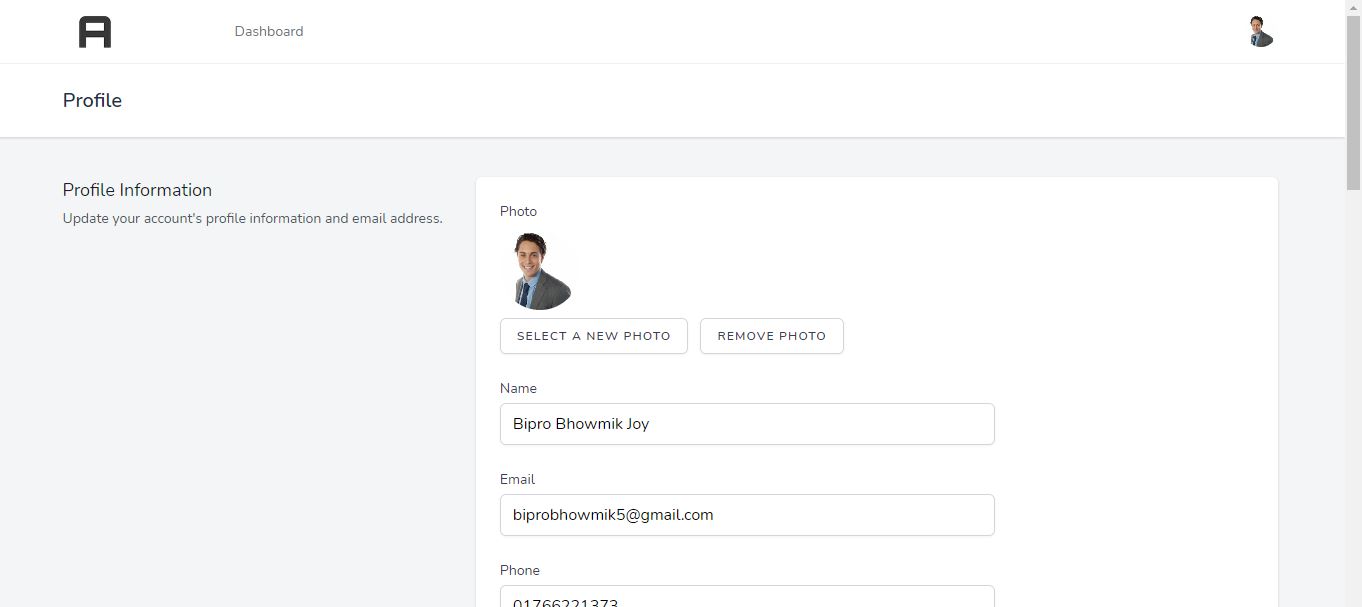 Dashboard
Profile
Profile Information
Update your account's profile information and email address.
Photo
SELECT A NEW PHOTO
REMOVE PHOTO
Name
Bipro Bhowmik Joy
Email
biprobhowmik5@gmail.com
Phone
01766221373